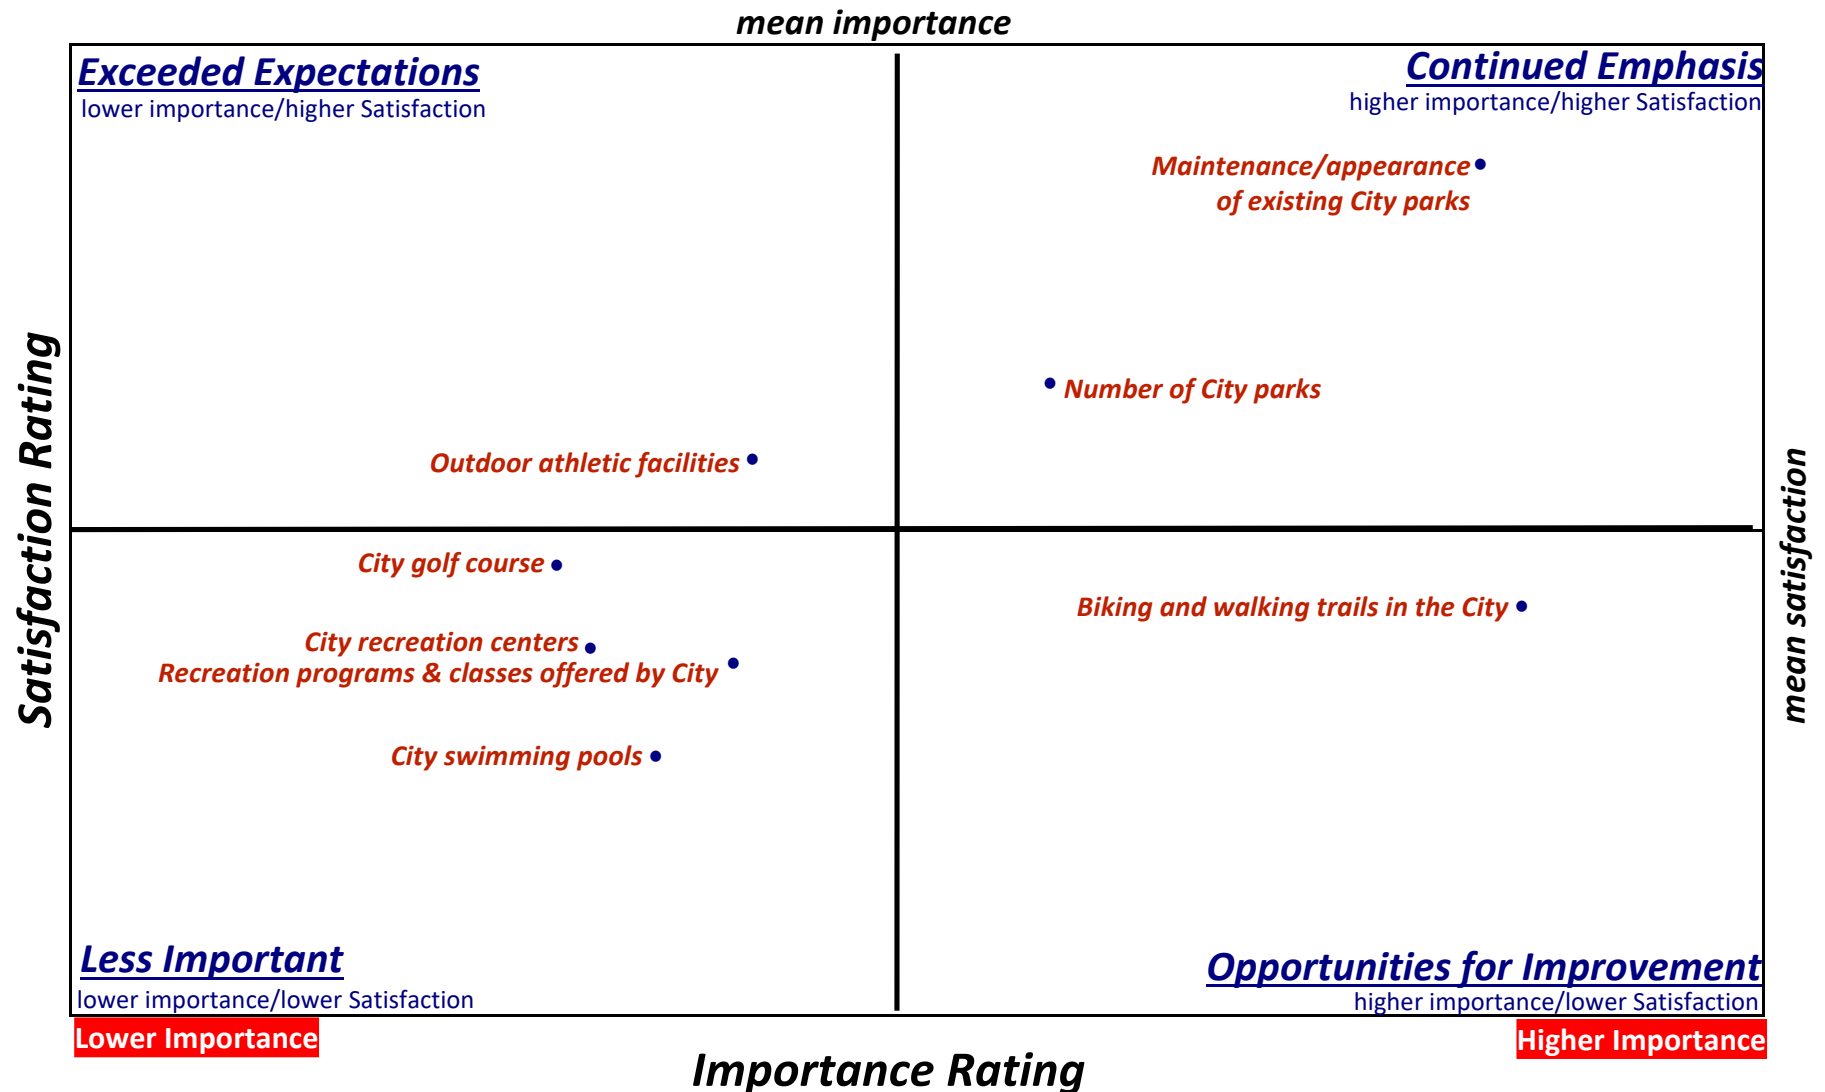 mean importance
Exceeded Expectations
lower importance/higher Satisfaction
Continued Emphasis
higher importance/higher Satisfaction
Maintenance/appearance
of existing City parks
Number of City parks
Outdoor athletic facilities
Satisfaction Rating
mean satisfaction
City golf course
Biking and walking trails in the City
City recreation centers
Recreation programs & classes offered by City
City swimming pools
Less Important
lower importance/lower Satisfaction
Opportunities for Improvement
higher importance/lower Satisfaction
Lower Importance
Higher Importance
Importance Rating